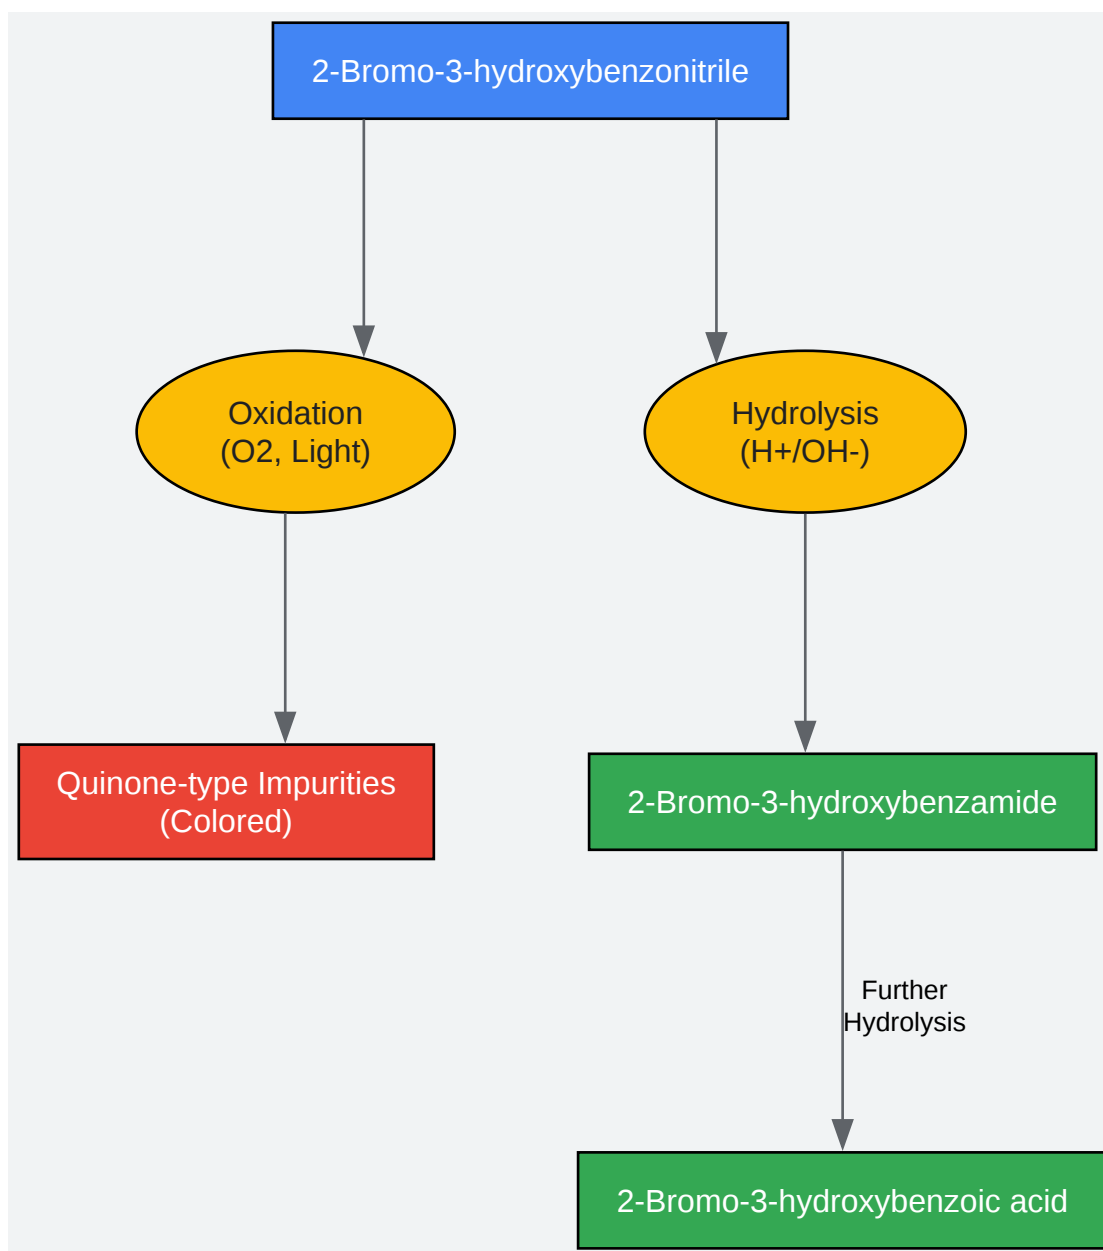 2-Bromo-3-hydroxybenzonitrile
Oxidation
(O2, Light)
Hydrolysis
(H+/OH-)
Quinone-type Impurities
(Colored)
2-Bromo-3-hydroxybenzamide
Further
Hydrolysis
2-Bromo-3-hydroxybenzoic acid